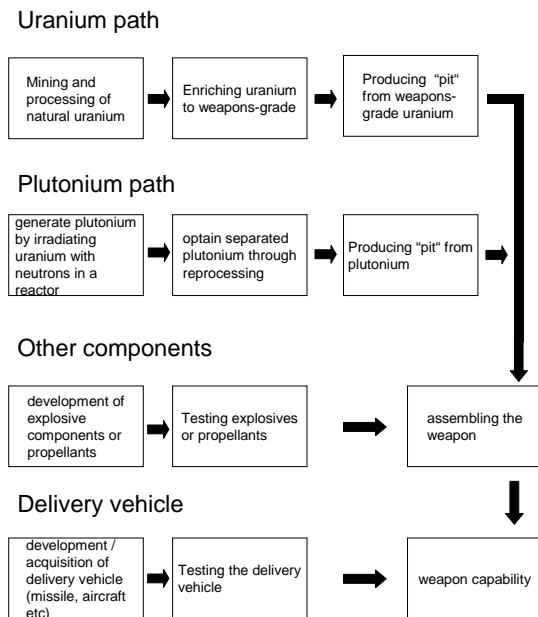 Uranium path
Mining and
processing of
natural uranium
Enriching uranium
to weapons-grade
Producing “pit“
from weapons-
grade uranium
Plutonium path
generate plutonium
by irradiating
uranium with
neutrons in a
reactor
optain separated
plutonium through
reprocessing
Producing “pit“ from
plutonium
Other components
development of
explosive
components or
propellants
Testing explosives
or propellants
assembling the
weapon
Delivery vehicle
development /
acquisition of
delivery vehicle
(missile, aircraft
etc)
Testing the delivery
vehicle
weapon capability